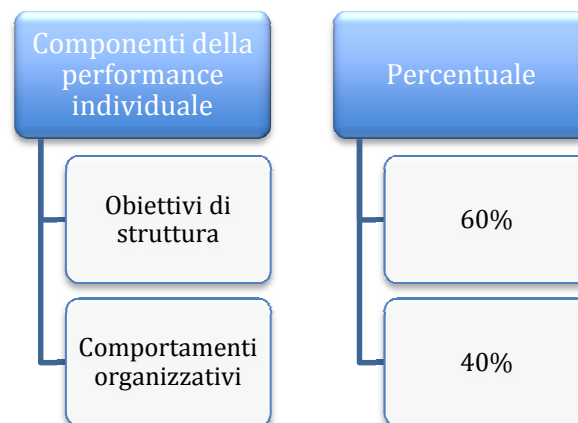 Componenti della
performance
individuale
Percentuale
Obiettivi di
struttura
60%
Comportamenti
organizzativi
40%